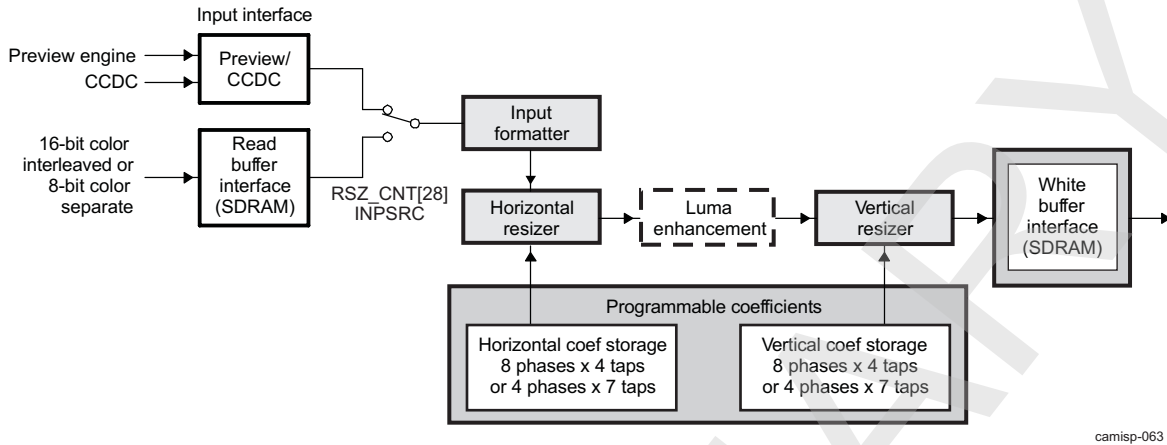 Input interface
Preview engine
CCDC
Preview/
CCDC
16-bit color
interleaved or
8-bit color
separate
Read
buffer
interface
(SDRAM)
RSZ_CNT[28]
INPSRC
Input
formatter
Horizontal
resizer
Luma
enhancement
Vertical
resizer
White
buffer
interface
(SDRAM)
Programmable coefficients
Horizontal coef storage
8 phases x 4 taps
or 4 phases x 7 taps
Vertical coef storage
8 phases x 4 taps
or 4 phases x 7 taps
camisp-063